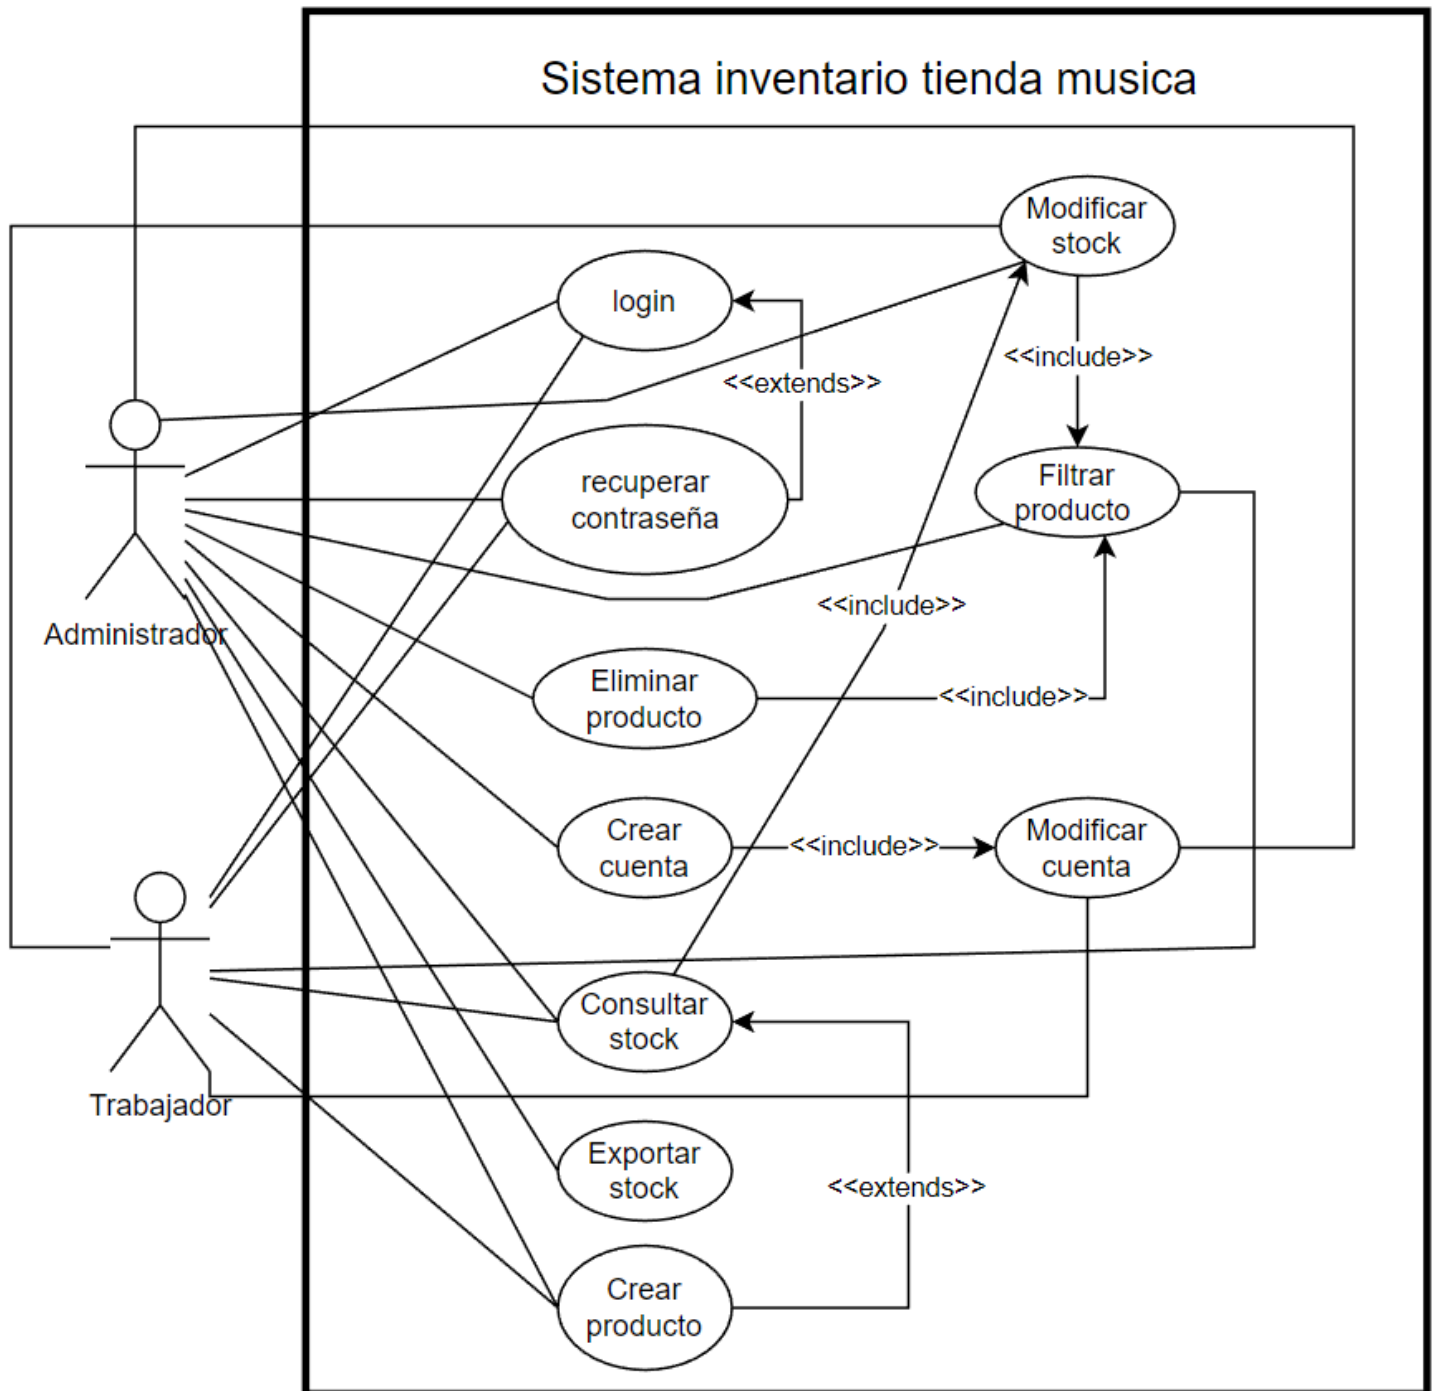 Sistema inventario tienda musica
Modificar
stock
login
<<include>>
<<extends>>
Filtrar
producto
recuperar
contraseña
<<include>>
Administrador
Eliminar
producto
<<include>>
Crear
cuenta
<<include>>
Modificar
cuenta
Consultar
stock
Trabajador
Exportar
stock
<<extends>>
Crear
producto